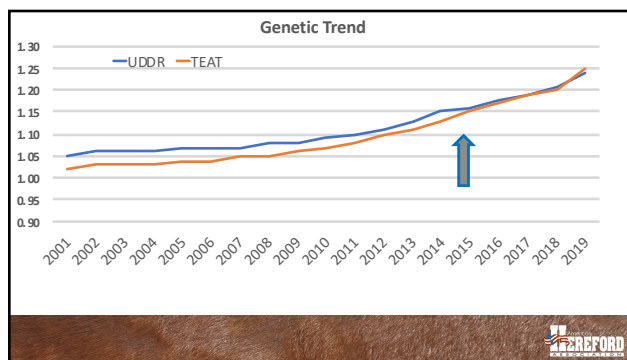 Genetic Trend
1.30
UDDR TEAT
1.25
1.20
1.15
1.10
1.05
1.00
0.95
0.90
2001 2002 2003 2004 2005 2006 2007 2008 2009 2010 2011 2012 2013 2014 2015 2016 2017 2018 2019
American
HEREFORD
ASSOCIATION